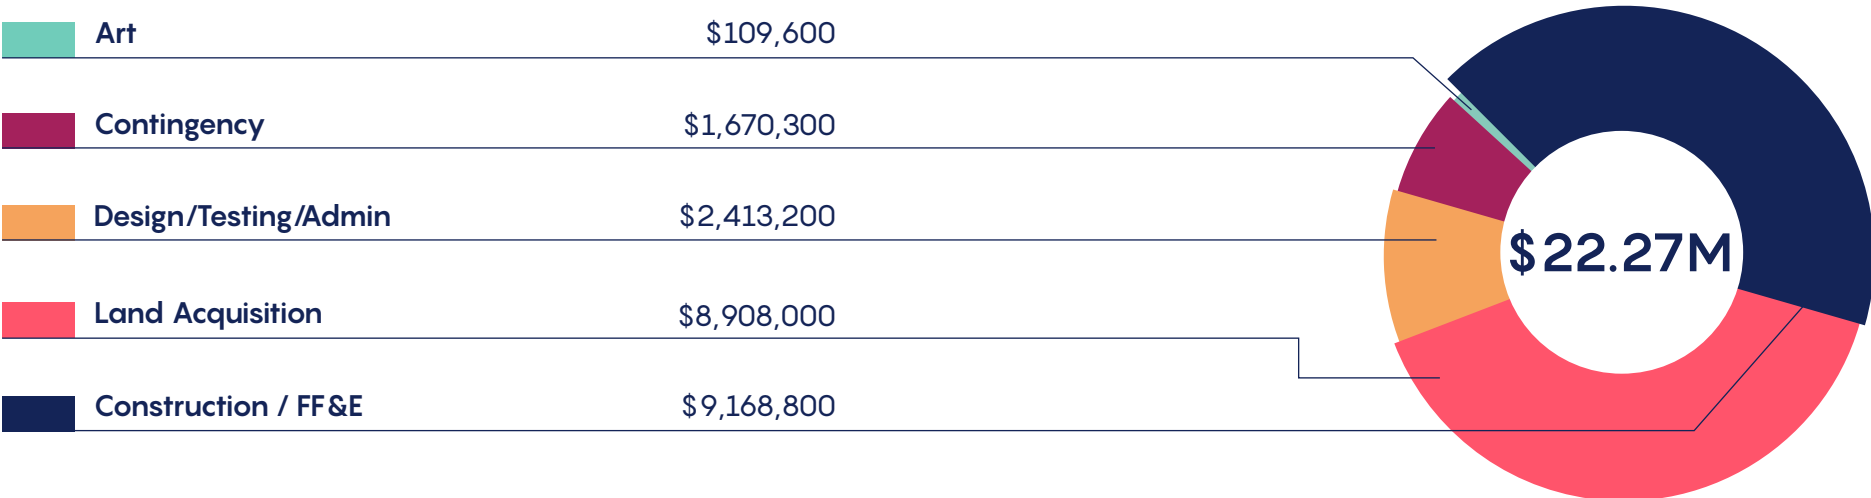 Art $109,600
Contingency $1,670,300
Design/Testing/Admin $2,413,200
$22.27M
Land Acquisition $8,908,000
Construction / FF&E $9,168,800